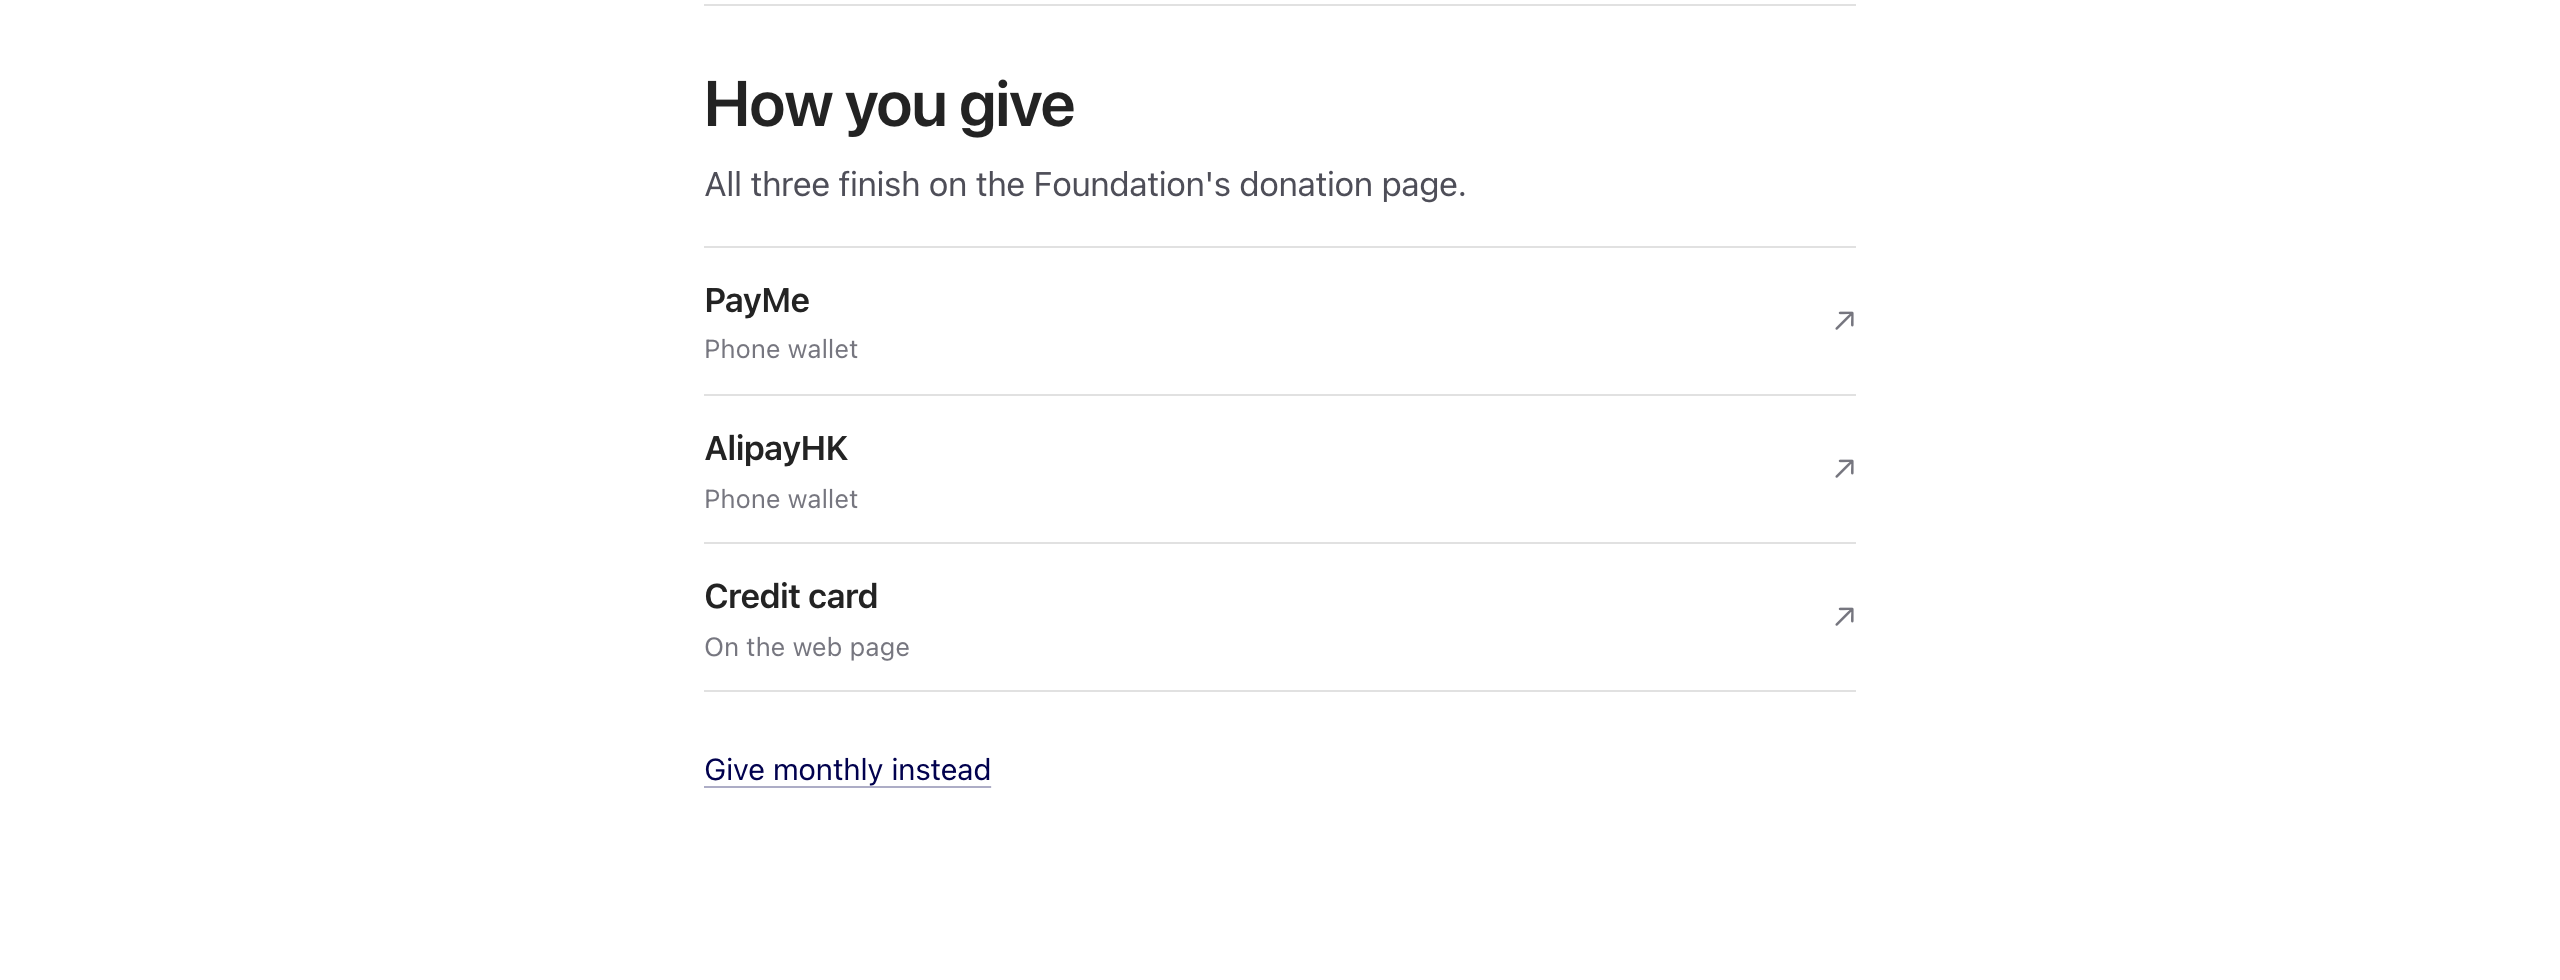 How you give
All three finish on the Foundation's donation page.
PayMe
Phone wallet
AlipayHK
Phone wallet
Credit card
On the web page
Give monthly instead